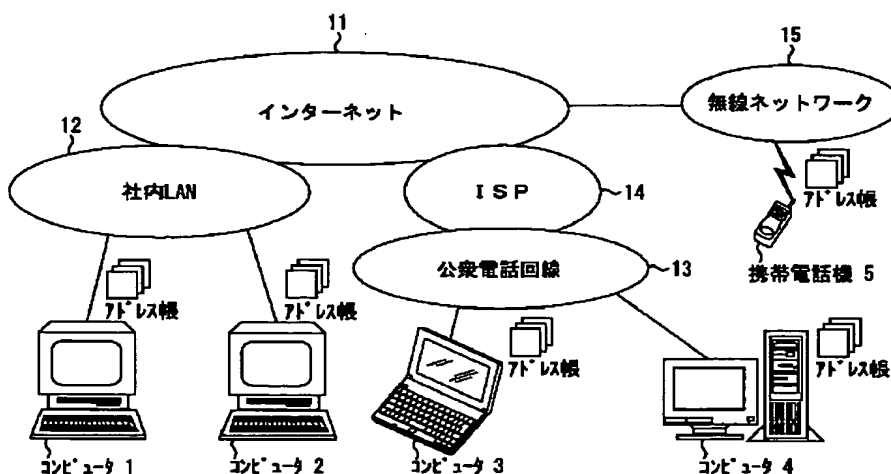 11
15
インターネット
無線ネットワーク
12
社内LAN
ISP
14
アドレス帳
公衆電話回線
13
携帯電話機 5
アドレス帳
アドレス帳
アドレス帳
アドレス帳
コンピュータ 1
コンピュータ 2
コンピュータ 3
コンピュータ 4